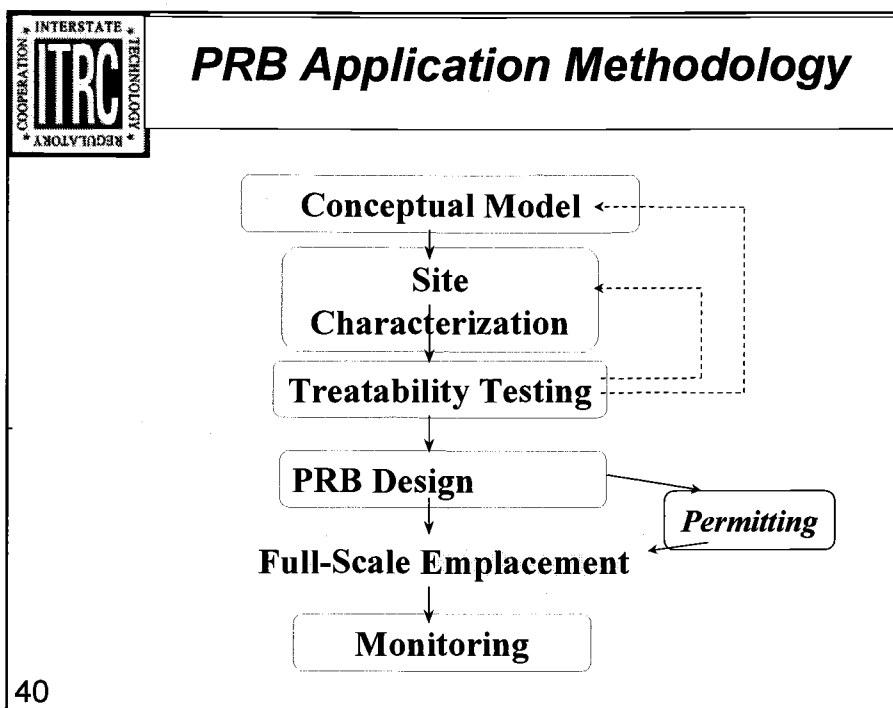 INTERSTATE
TECHNOLOGY
REGULATORY
COOPERATION
ITRC
PRB Application Methodology
Conceptual Model
Site
Characterization
Treatability Testing
PRB Design
Permitting
Full-Scale Emplacement
Monitoring
40